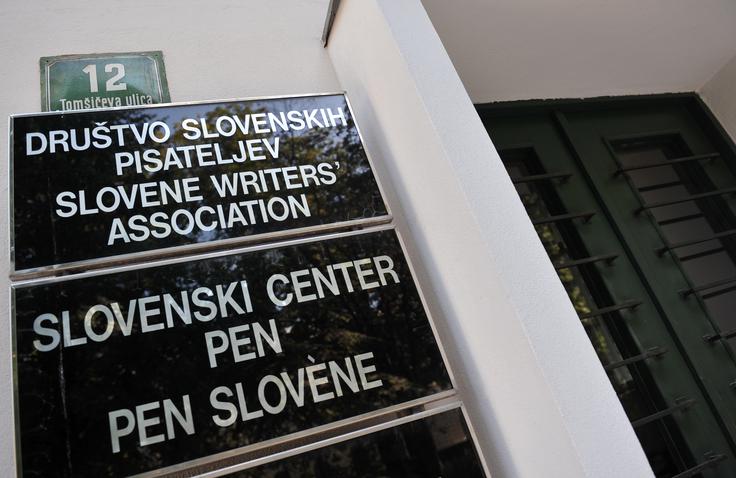 12
Tomšičeva ulica
DRUŠTVO SLOVENSKIH
PISATELJEV
SLOVENE WRITERS'
ASSOCIATION
SLOVENSKI CENTER
PEN
PEN SLOVÈNE